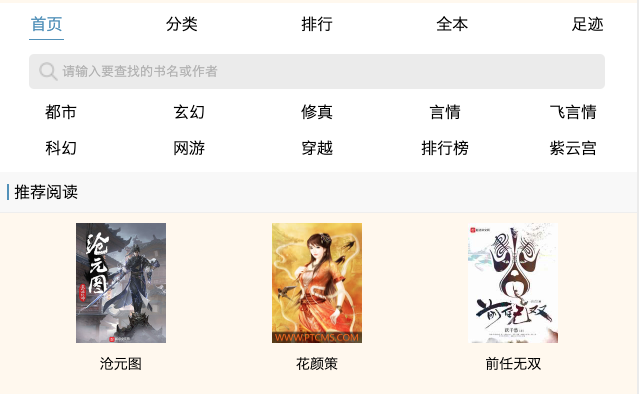 首页 分类 排行 全本 足迹
请输入要查找的书名或作者
都市 玄幻 修真 言情 飞言情
科幻 网游 穿越 排行榜 紫云宫
推荐阅读
沧元图
WWW.PTCMS.COM
前任无双
沧元图 花颜策 前任无双